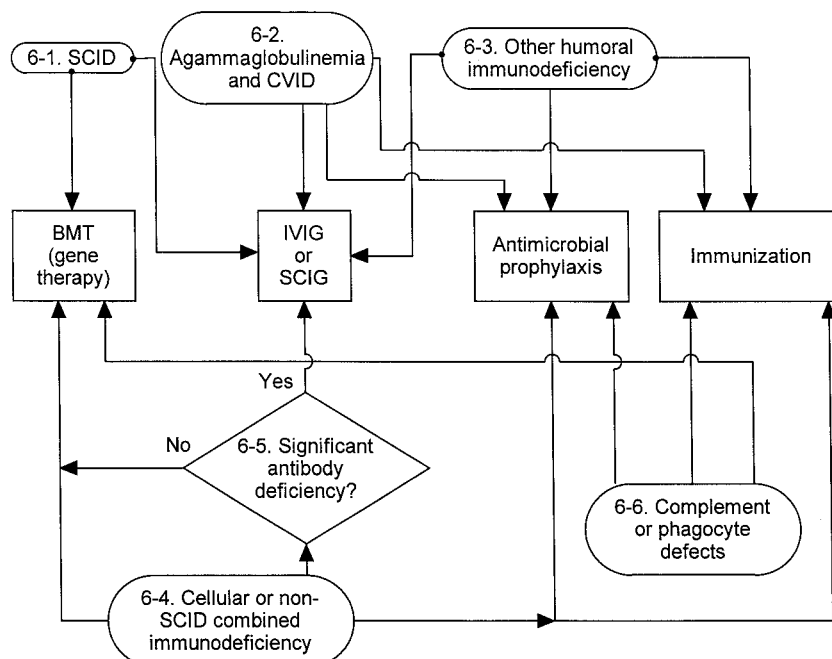 6-1. SCID
6-2.
Agammaglobulinemia
and CVID
6-3. Other humoral
immunodeficiency
BMT
(gene
therapy)
IVIG
or
SCIG
Antimicrobial
prophylaxis
Immunization
Yes
No
6-5. Significant
antibody
deficiency?
6-6. Complement
or phagocyte
defects
6-4. Cellular or non-
SCID combined
immunodeficiency